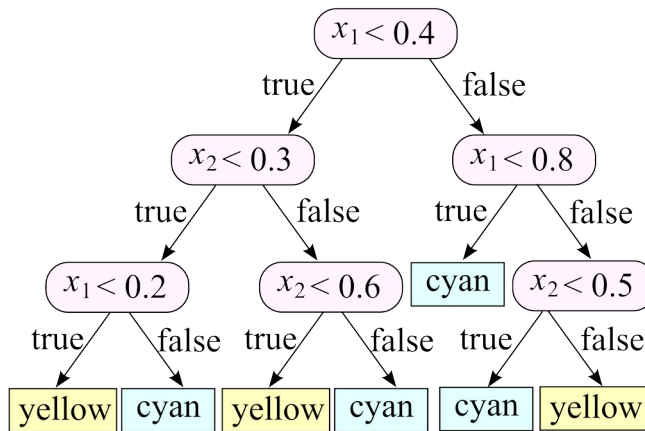 x₁ < 0.4
true false
x₂ < 0.3 x₁ < 0.8
true false true false
x₁ < 0.2 x₂ < 0.6 cyan x₂ < 0.5
true false true false true false
yellow cyan yellow cyan cyan yellow